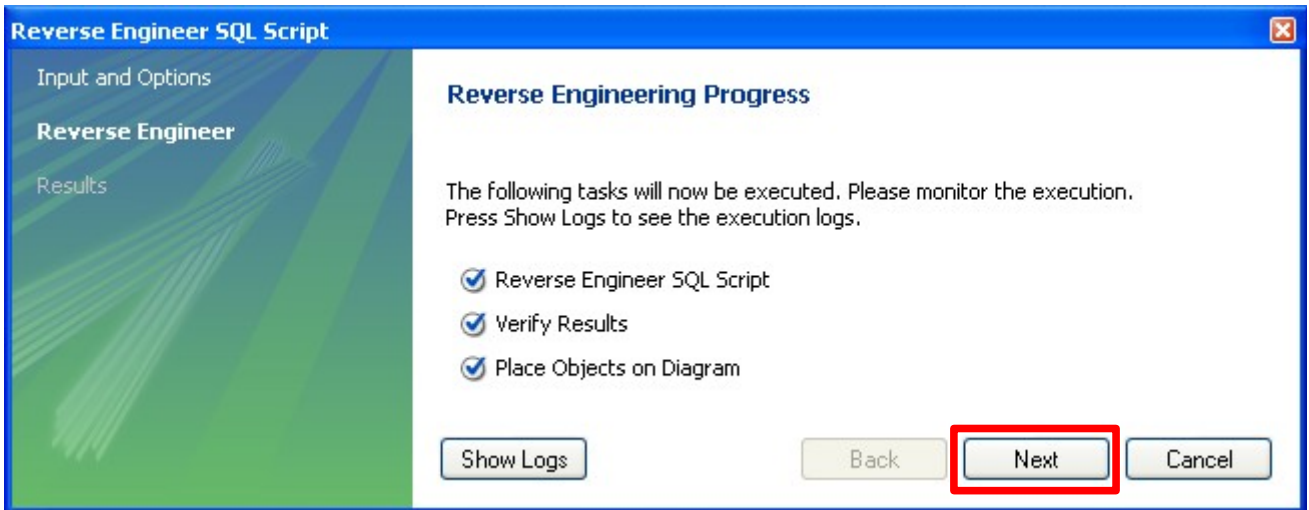 Reverse Engineer SQL Script
Input and Options
Reverse Engineer
Results
Reverse Engineering Progress
The following tasks will now be executed. Please monitor the execution.
Press Show Logs to see the execution logs.
Reverse Engineer SQL Script
Verify Results
Place Objects on Diagram
Show Logs
Back
Next
Cancel